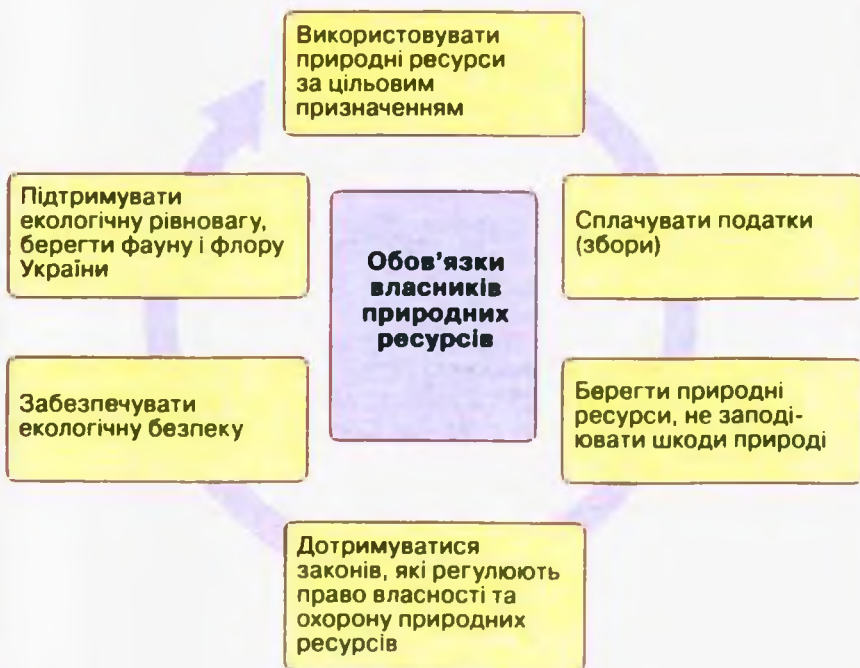 Використовувати
природні ресурси
за цільовим
призначенням
Сплачувати податки
(збори)
Берегти природні
ресурси, не заподі-
ювати шкоди природі
Дотримуватися
законів, які регулюють
право власності та
охорону природних
ресурсів
Забезпечувати
екологічну безпеку
Підтримувати
екологічну рівновагу,
берегти фауну і флору
України
Обов’язки
власників
природних
ресурсів